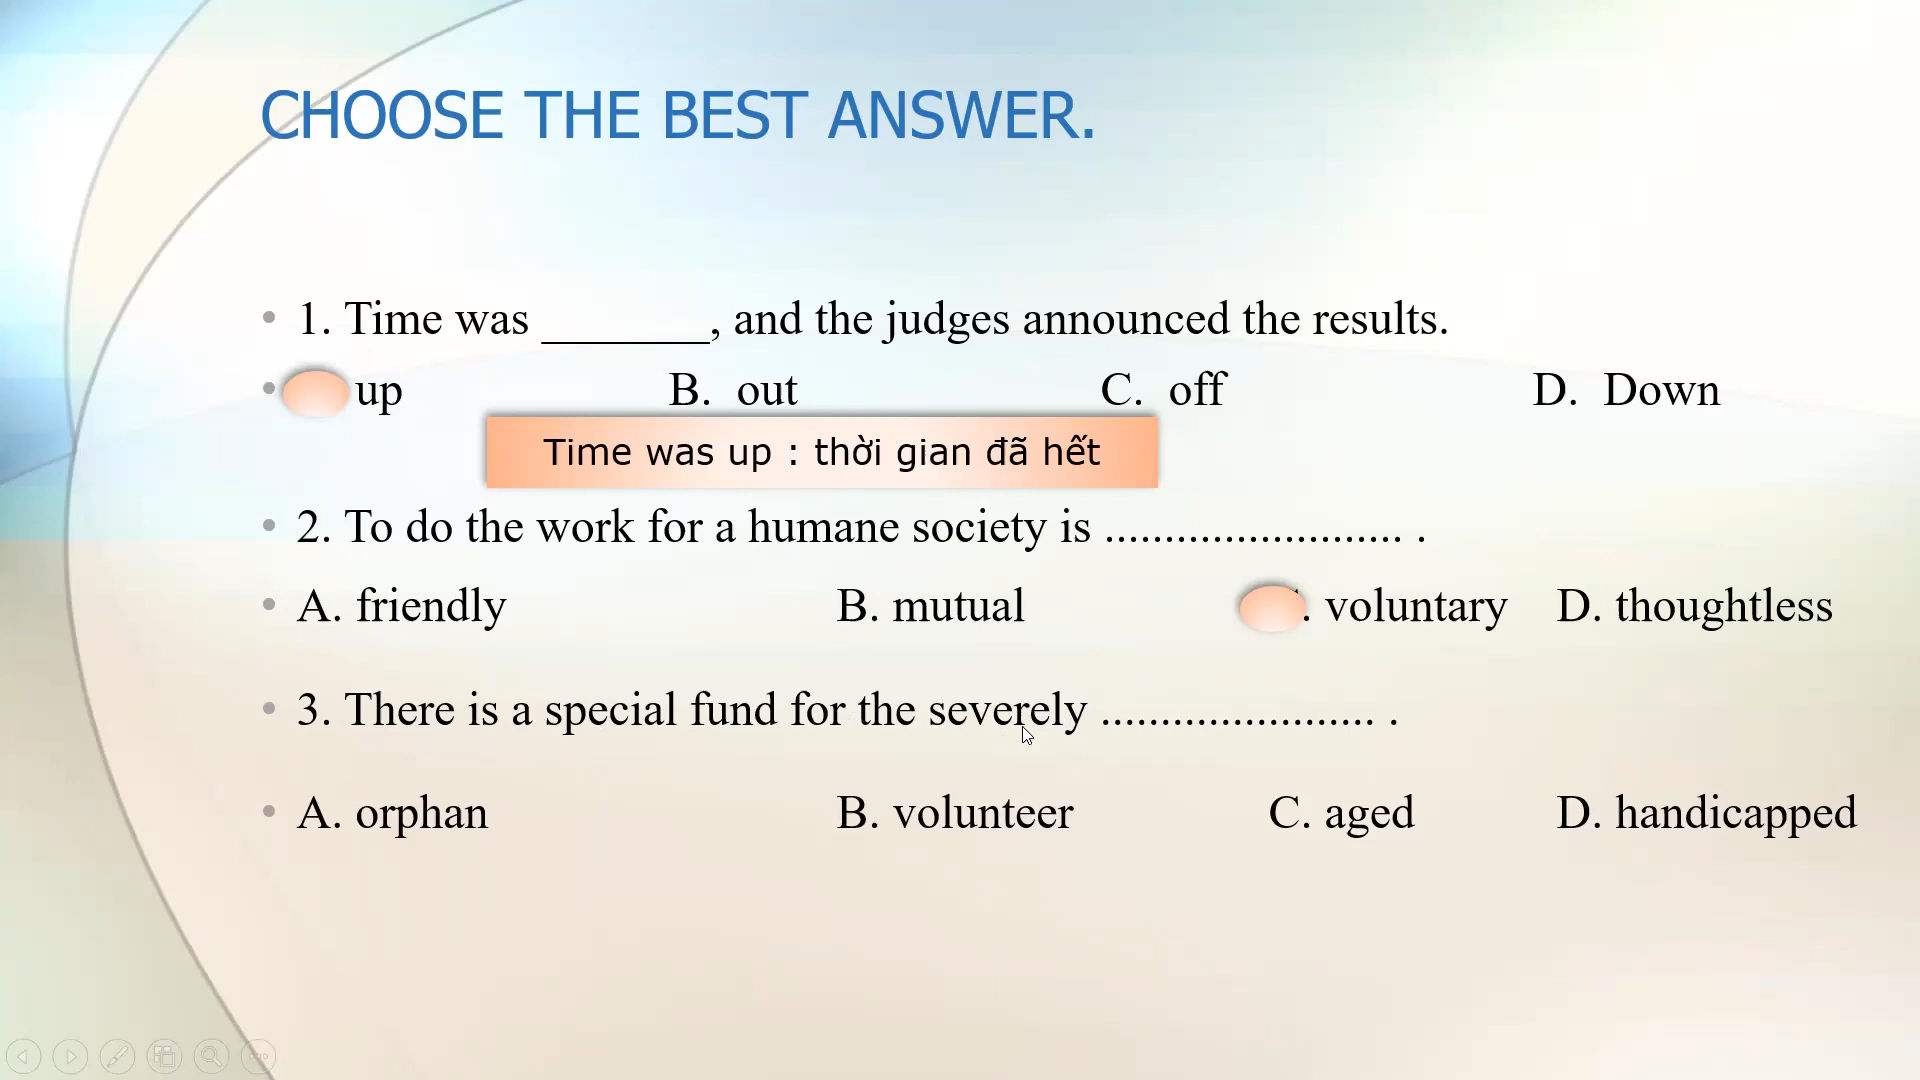 CHOOSE THE BEST ANSWER.
• 1. Time was _______, and the judges announced the results.
• up B. out C. off D. Down
Time was up : thời gian đã hết
• 2. To do the work for a humane society is ......................... .
• A. friendly B. mutual . voluntary D. thoughtless
• 3. There is a special fund for the severely ....................... .
• A. orphan B. volunteer C. aged D. handicapped